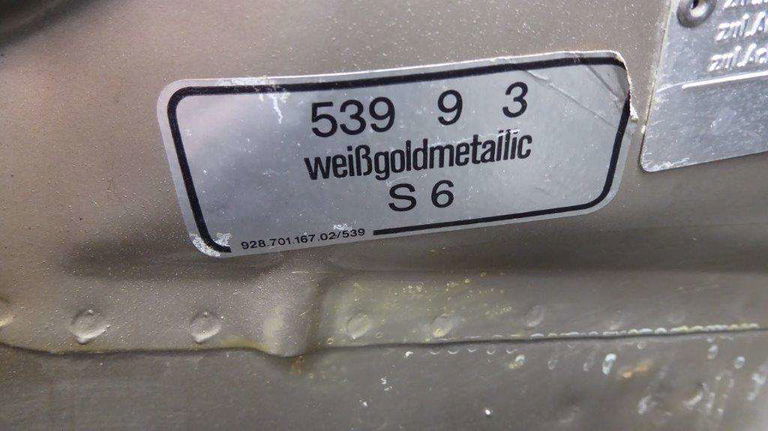 539 9 3
weißgoldmetallic
S 6
928.701.167.02/539